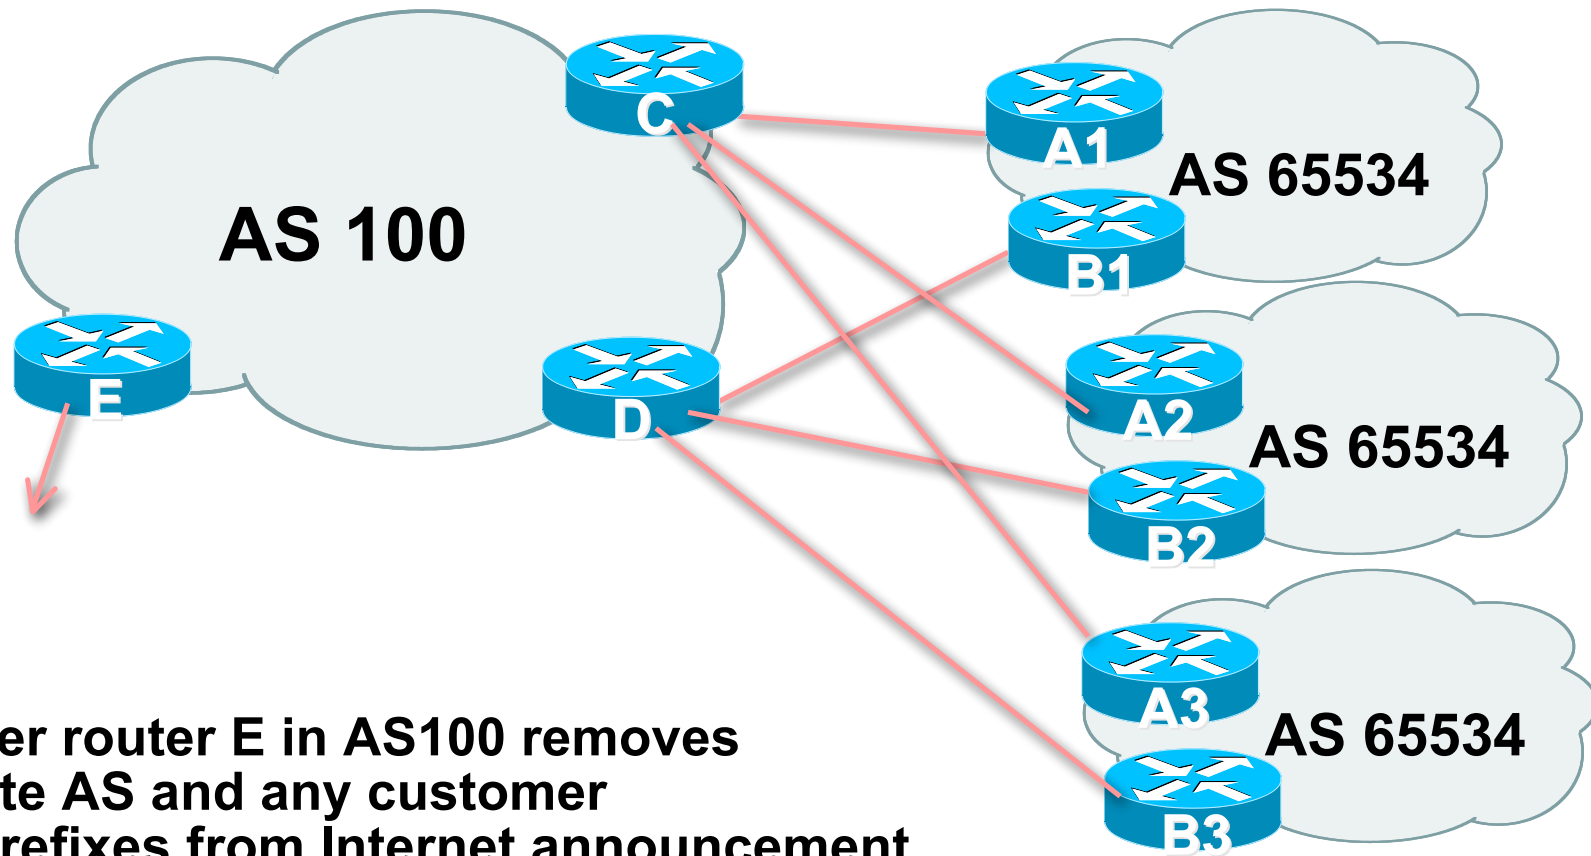 C
A1
AS 65534
AS 100
B1
E
D
A2
AS 65534
B2
A3
AS 65534
B3
er router E in AS100 removes
te AS and any customer
refixes from Internet announcement